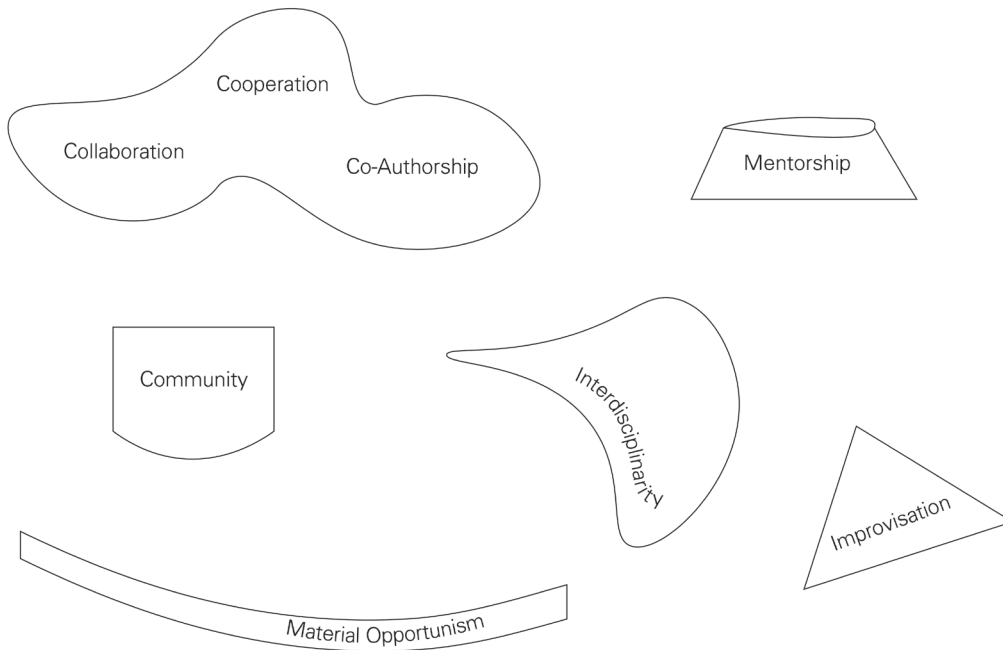 Cooperation
Collaboration
Co-Authorship
Mentorship
Community
Interdisciplinarity
Improvisation
Material Opportunism